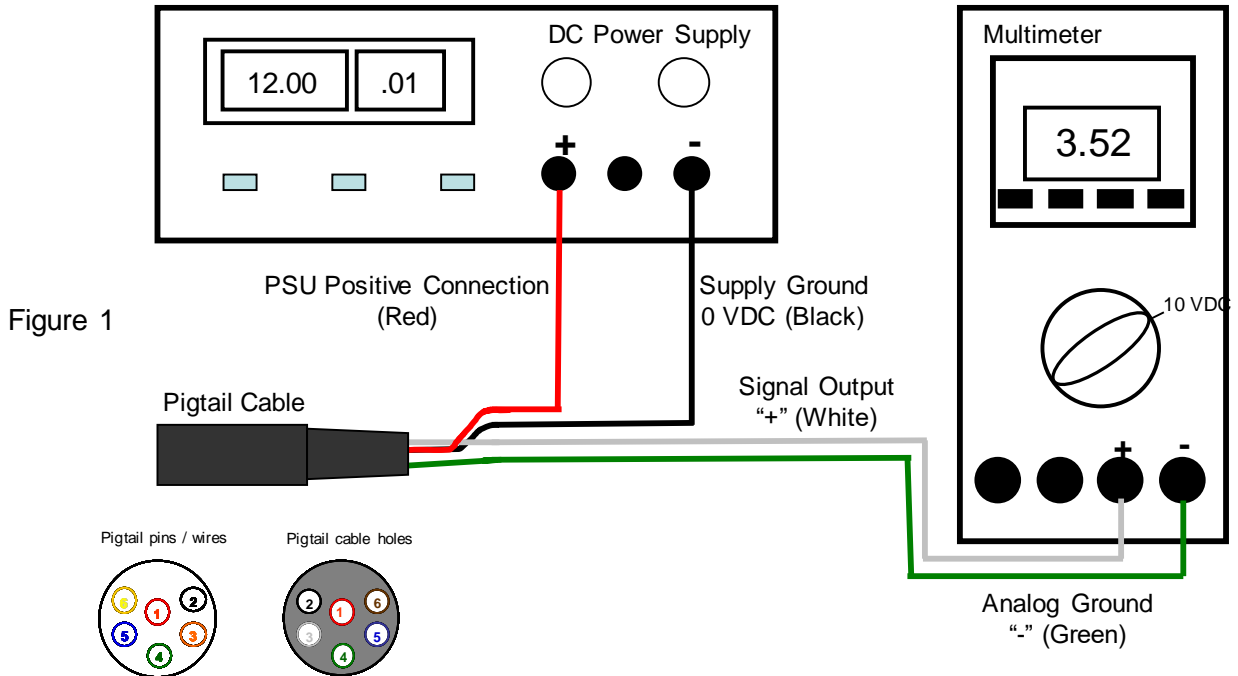 DC Power Supply
12.00
.01
+
-
Multimeter
3.52
10 VDC
+
-
PSU Positive Connection
(Red)
Supply Ground
0 VDC (Black)
Figure 1
Signal Output
“+” (White)
Pigtail Cable
Analog Ground
“-” (Green)
Pigtail pins / wires
6
1
2
5
3
4
Pigtail cable holes
2
1
6
3
5
4